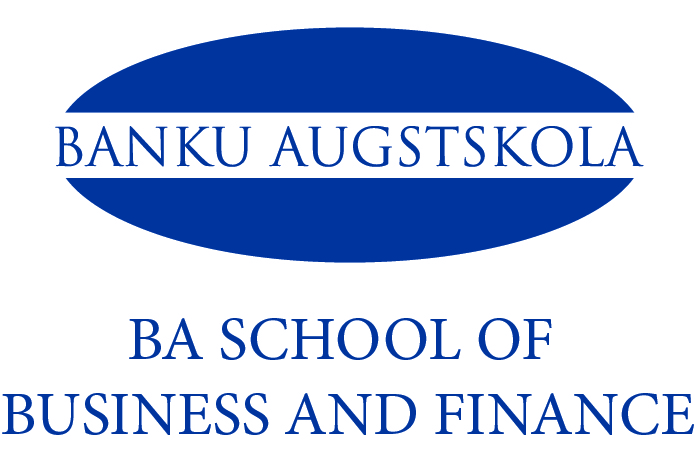 BANKU AUGSTSKOLA
BA SCHOOL OF
BUSINESS AND FINANCE